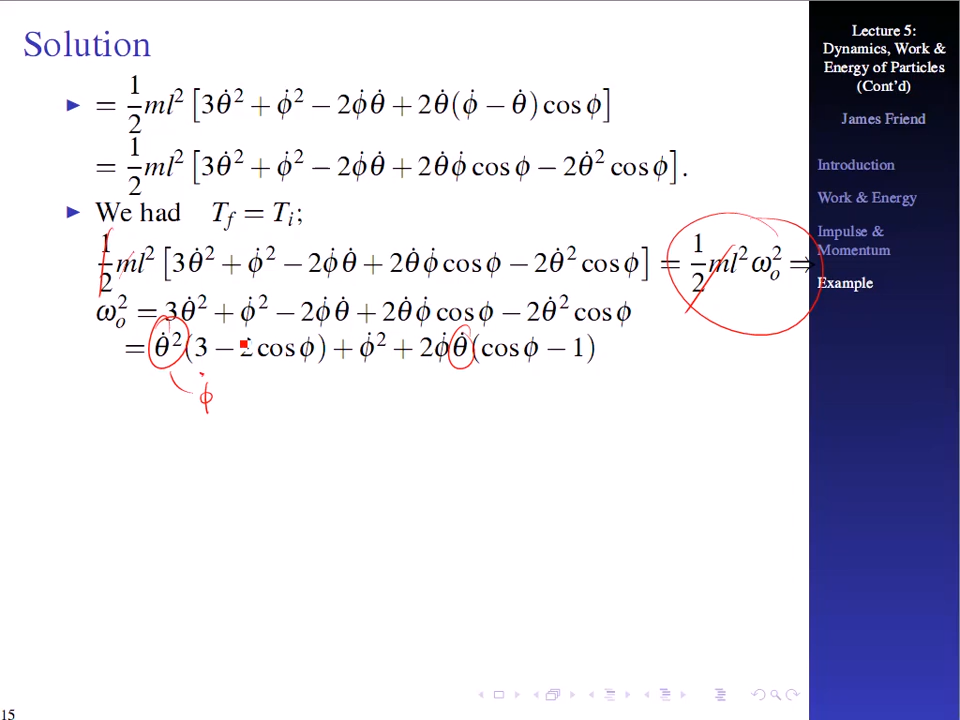 Solution
▶ = 1/2 ml² [3θ̇² + φ̇² − 2φ̇θ̇ + 2θ̇(φ̇ − θ̇) cos ϕ]
= 1/2 ml² [3θ̇² + φ̇² − 2φ̇θ̇ + 2θ̇φ̇ cos ϕ − 2θ̇² cos ϕ].
▶ We had T_f = T_i;
1/2 ml² [3θ̇² + φ̇² − 2φ̇θ̇ + 2θ̇φ̇ cos ϕ − 2θ̇² cos ϕ] = 1/2 ml² ω_o² ⇒
ω_o² = 3θ̇² + φ̇² − 2φ̇θ̇ + 2θ̇φ̇ cos ϕ − 2θ̇² cos ϕ
= θ̇²(3 − 2 cos ϕ) + φ̇² + 2φ̇θ̇(cos ϕ − 1)
φ̇
15
Lecture 5:
Dynamics, Work &
Energy of Particles
(Cont'd)
James Friend
Introduction
Work & Energy
Impulse &
Momentum
Example